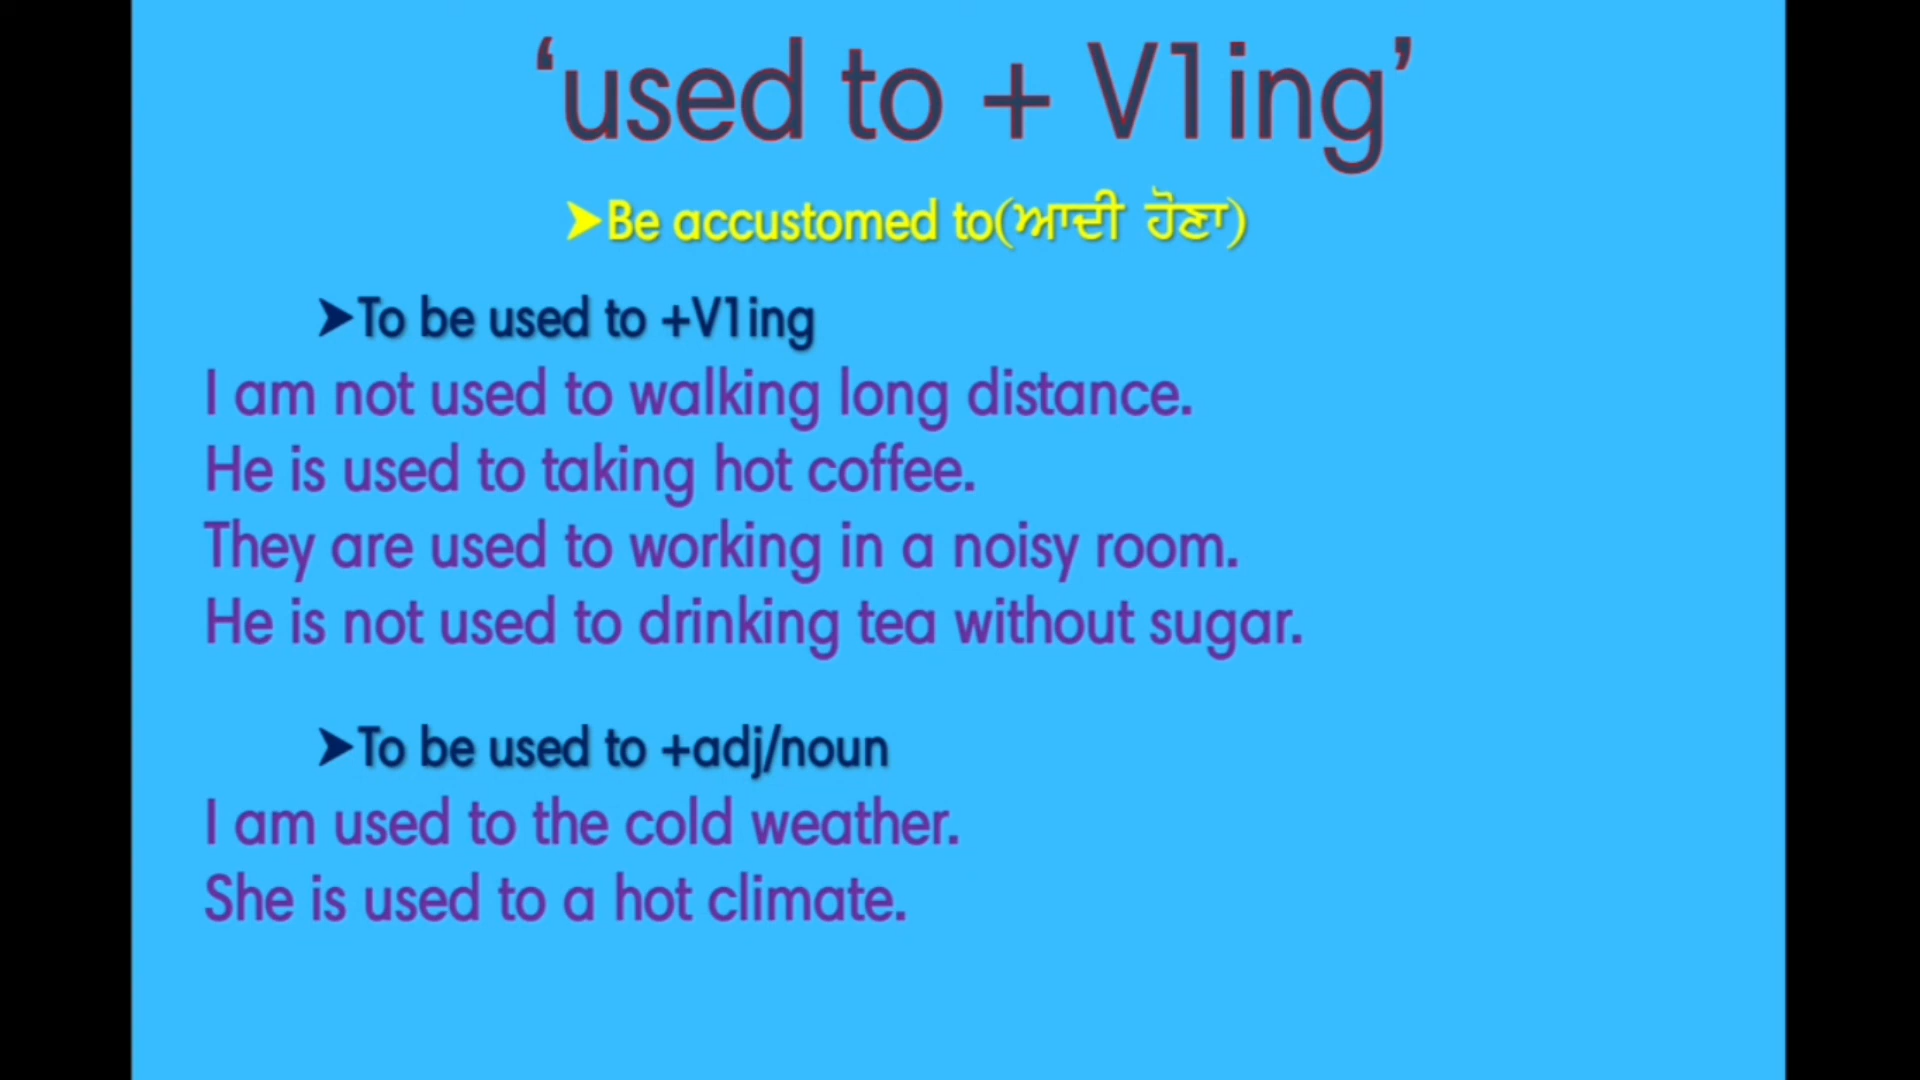 ‘used to + V1ing’
➤Be accustomed to(ਆਦੀ ਹੋਣਾ)
➤To be used to +V1ing
I am not used to walking long distance.
He is used to taking hot coffee.
They are used to working in a noisy room.
He is not used to drinking tea without sugar.
➤To be used to +adj/noun
I am used to the cold weather.
She is used to a hot climate.